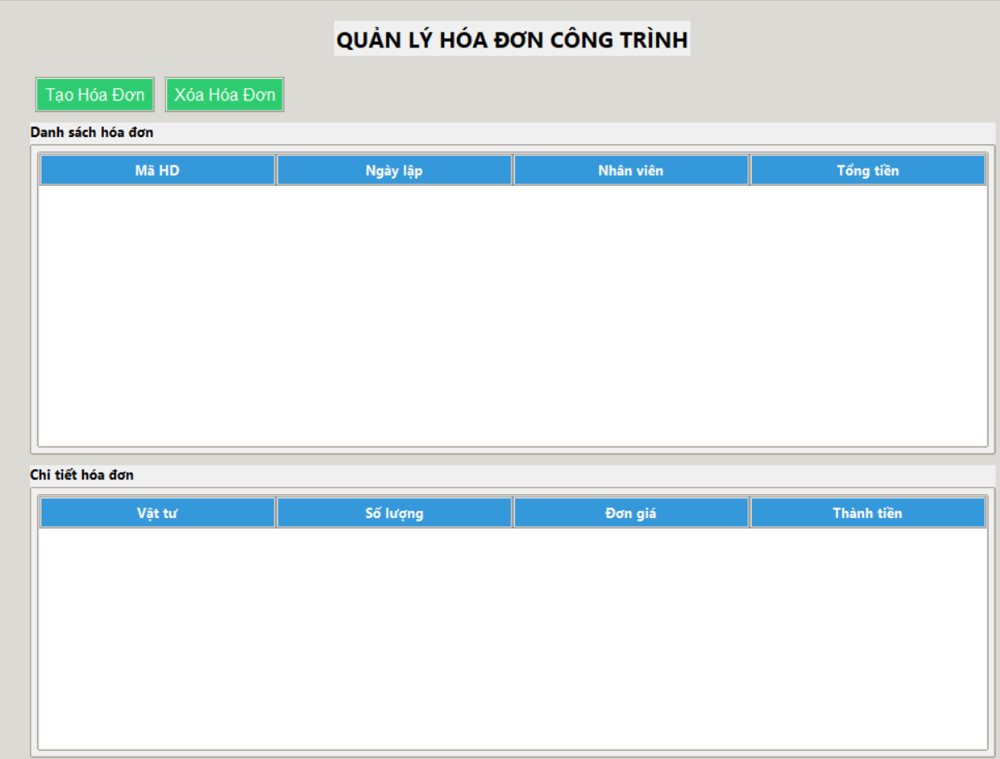 QUẢN LÝ HÓA ĐƠN CÔNG TRÌNH
Tạo Hóa Đơn Xóa Hóa Đơn
Danh sách hóa đơn
Mã HD Ngày lập Nhân viên Tổng tiền
Chi tiết hóa đơn
Vật tư Số lượng Đơn giá Thành tiền